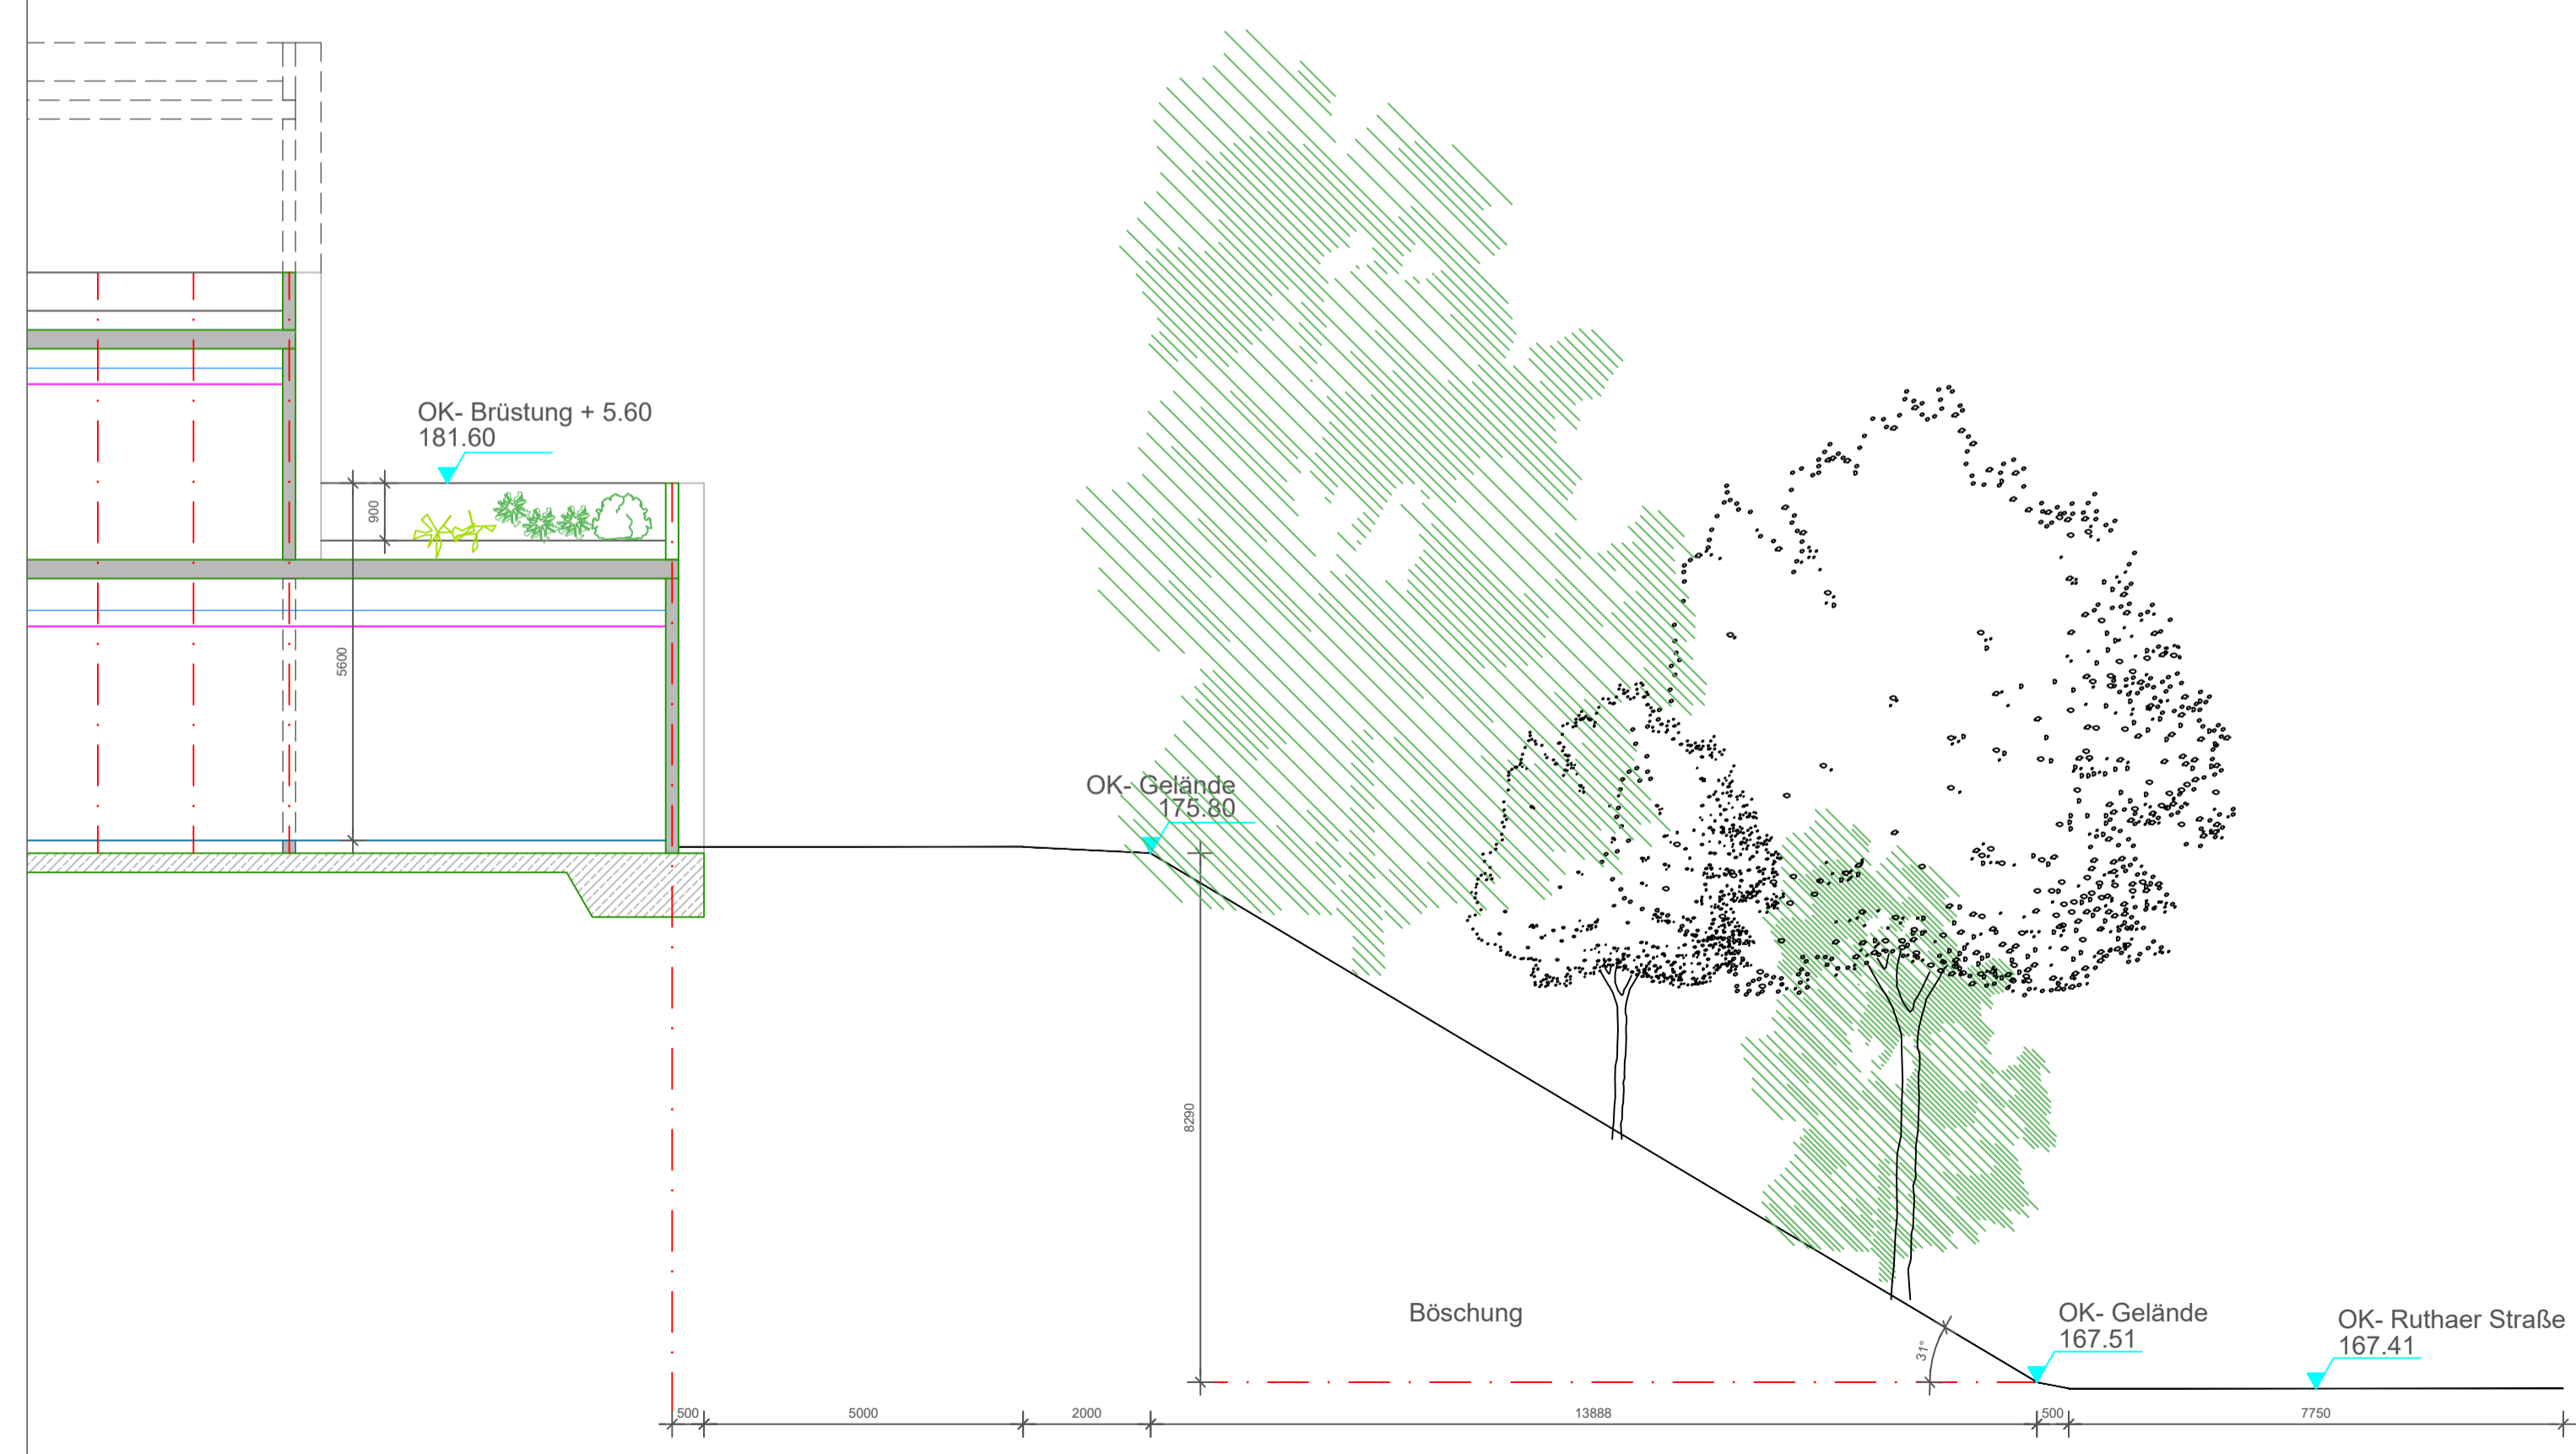 OK- Brüstung + 5.60
181.60
900
5600
OK- Gelände
175.80
8290
Böschung
31°
OK- Gelände
167.51
OK- Ruthaer Straße
167.41
500
5000
2000
13888
500
7750